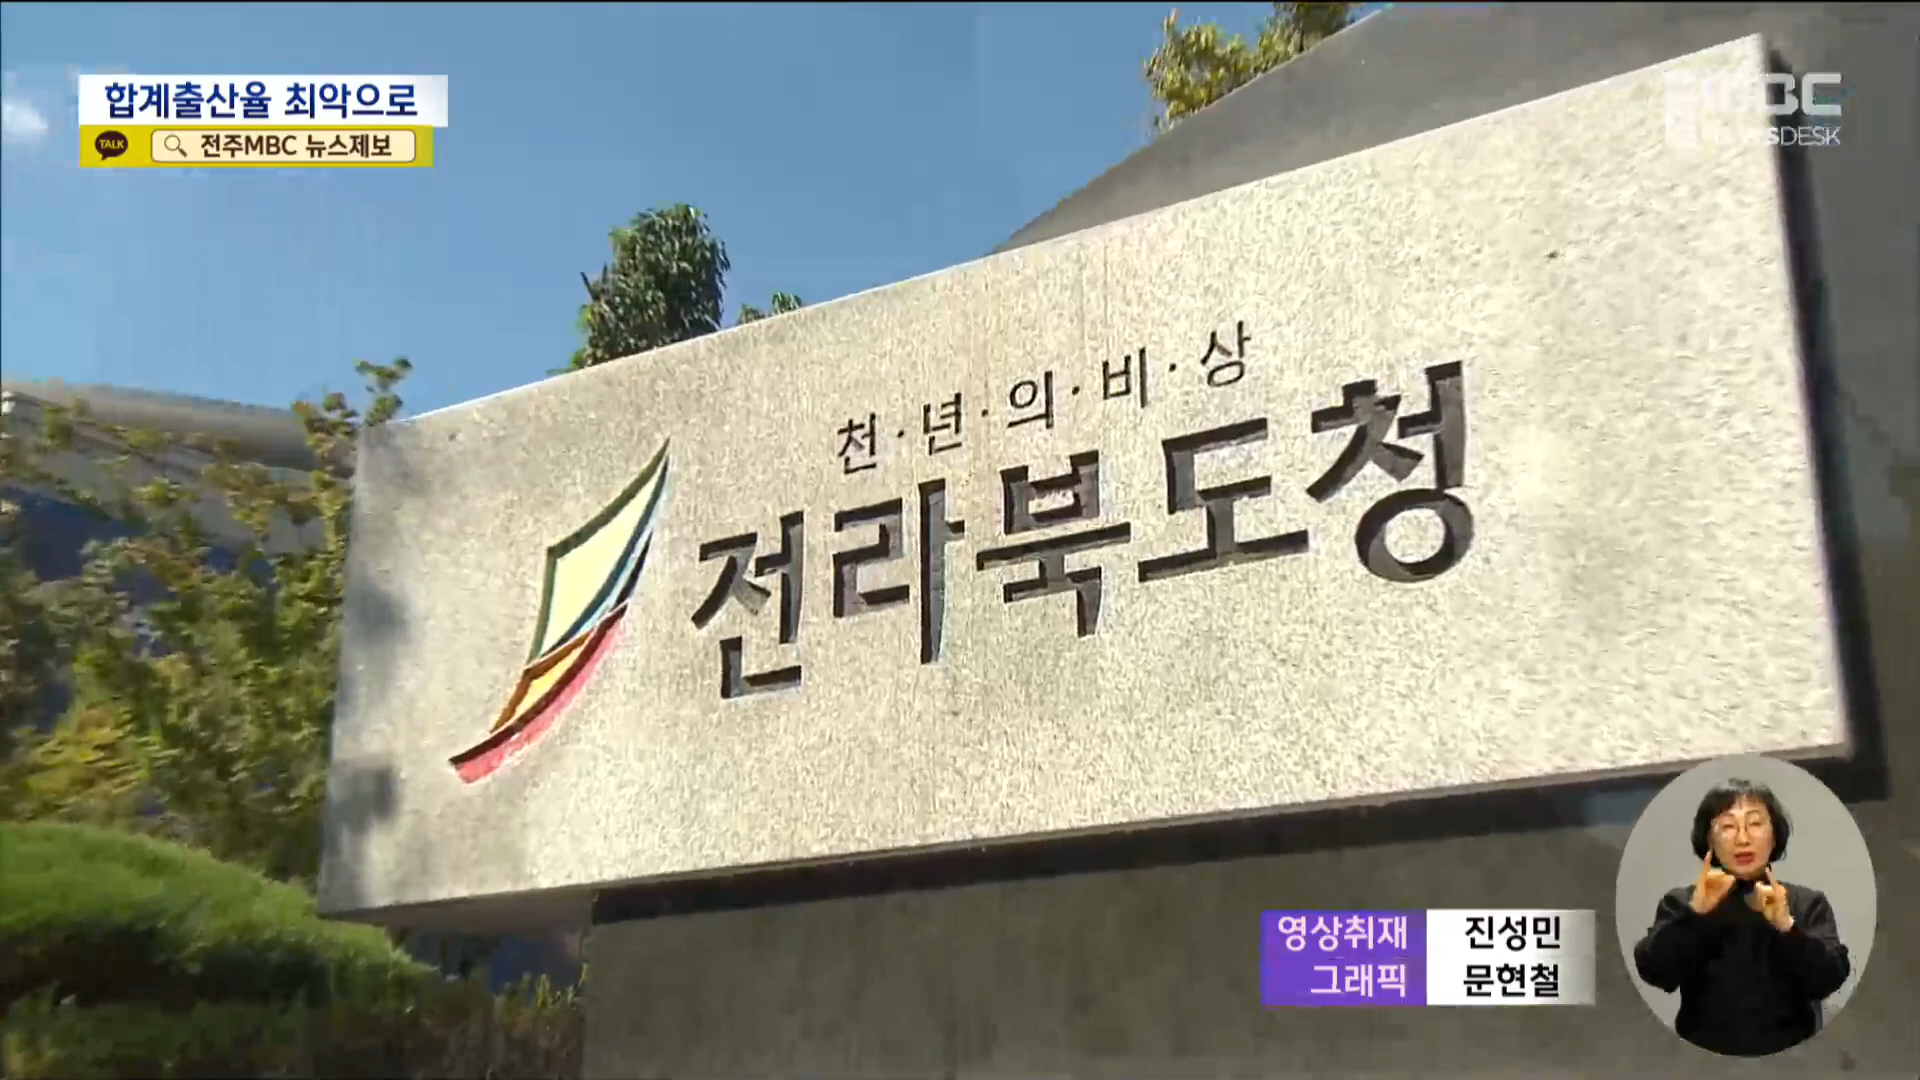 합계출산율 최악으로
TALK 전주MBC 뉴스제보
MBC
NEWSDESK
천·년·의·비·상
전라북도청
영상취재 진성민
그래픽 문현철